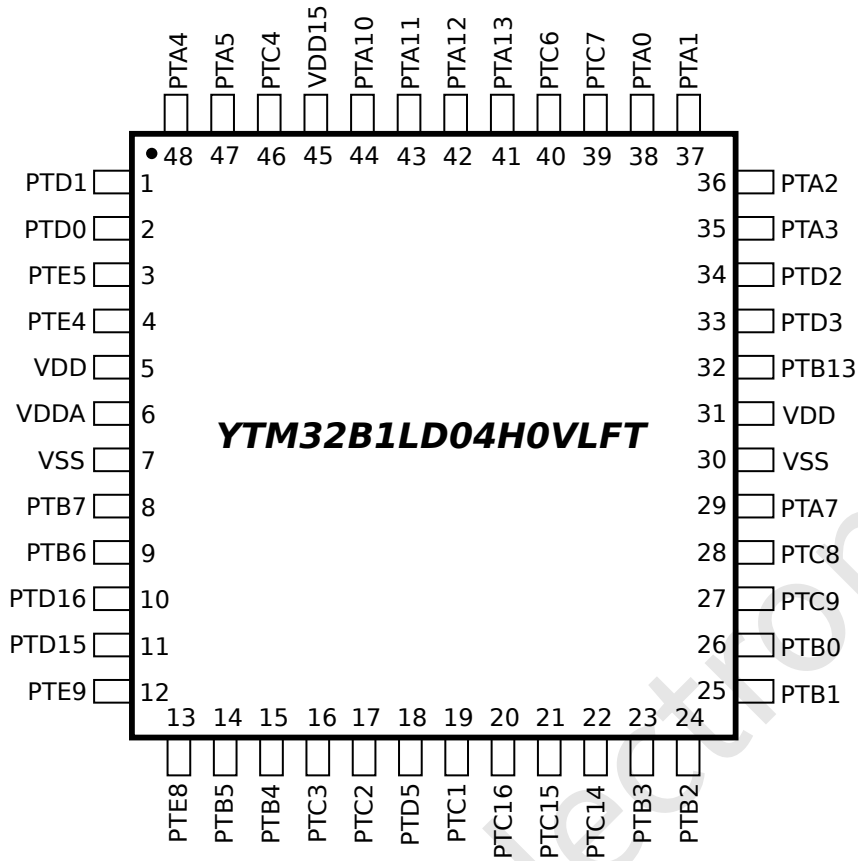 PTA4 PTA5 PTC4 VDD15 PTA10 PTA11 PTA12 PTA13 PTC6 PTC7 PTA0 PTA1
48 47 46 45 44 43 42 41 40 39 38 37
PTD1 1 36 PTA2
PTD0 2 35 PTA3
PTE5 3 34 PTD2
PTE4 4 33 PTD3
VDD 5 32 PTB13
VDDA 6 31 VDD
YTM32B1LD04H0VLFT
VSS 7 30 VSS
PTB7 8 29 PTA7
PTB6 9 28 PTC8
PTD16 10 27 PTC9
PTD15 11 26 PTB0
PTE9 12 25 PTB1
13 14 15 16 17 18 19 20 21 22 23 24
PTE8 PTB5 PTB4 PTC3 PTC2 PTD5 PTC1 PTC16 PTC15 PTC14 PTB3 PTB2
lectron